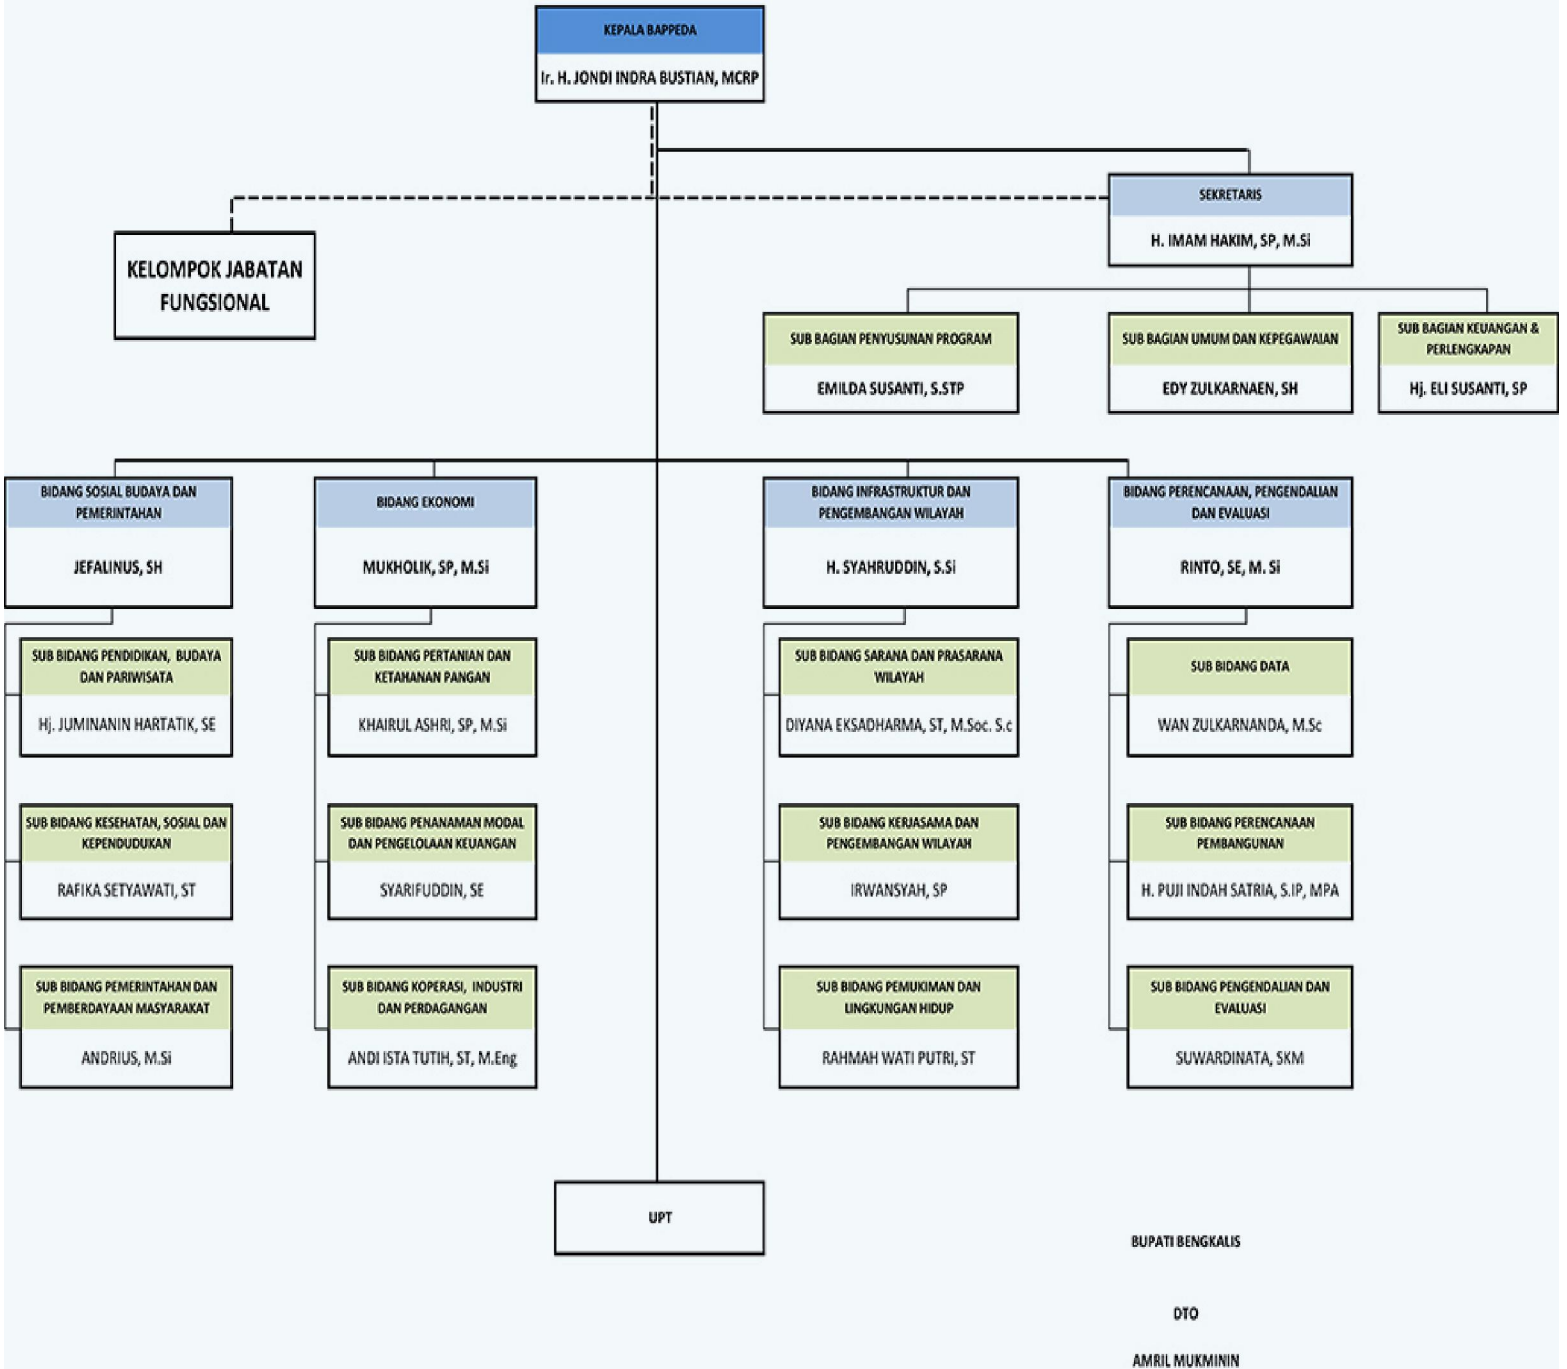 KEPALA BAPPEDA
Ir. H. JONDI INDRA BUSTIAN, MCRP
SEKRETARIS
H. IMAM HAKIM, SP, M.Si
KELOMPOK JABATAN
FUNGSIONAL
SUB BAGIAN PENYUSUNAN PROGRAM
EMILDA SUSANTI, S.STP
SUB BAGIAN UMUM DAN KEPEGAWAIAN
EDY ZULKARNAEN, SH
SUB BAGIAN KEUANGAN &
PERLENGKAPAN
Hj. ELI SUSANTI, SP
BIDANG SOSIAL BUDAYA DAN
PEMERINTAHAN
JEFALINUS, SH
BIDANG EKONOMI
MUKHOLIK, SP, M.Si
BIDANG INFRASTRUKTUR DAN
PENGEMBANGAN WILAYAH
H. SYAHRUDDIN, S.Si
BIDANG PERENCANAAN, PENGENDALIAN
DAN EVALUASI
RINTO, SE, M. Si
SUB BIDANG PENDIDIKAN, BUDAYA
DAN PARIWISATA
Hj. JUMINANIN HARTATIK, SE
SUB BIDANG PERTANIAN DAN
KETAHANAN PANGAN
KHAIRUL ASHRI, SP, M.Si
SUB BIDANG SARANA DAN PRASARANA
WILAYAH
DIYANA EKSADHARMA, ST, M.Soc. S.c
SUB BIDANG DATA
WAN ZULKARNANDA, M.Sc
SUB BIDANG KESEHATAN, SOSIAL DAN
KEPENDUDUKAN
RAFIKA SETYAWATI, ST
SUB BIDANG PENANAMAN MODAL
DAN PENGELOLAAN KEUANGAN
SYARIFUDDIN, SE
SUB BIDANG KERJASAMA DAN
PENGEMBANGAN WILAYAH
IRWANSYAH, SP
SUB BIDANG PERENCANAAN
PEMBANGUNAN
H. PUJI INDAH SATRIA, S.IP, MPA
SUB BIDANG PEMERINTAHAN DAN
PEMBERDAYAAN MASYARAKAT
ANDRIUS, M.Si
SUB BIDANG KOPERASI, INDUSTRI
DAN PERDAGANGAN
ANDI ISTA TUTIH, ST, M.Eng
SUB BIDANG PEMUKIMAN DAN
LINGKUNGAN HIDUP
RAHMAH WATI PUTRI, ST
SUB BIDANG PENGENDALIAN DAN
EVALUASI
SUWARDINATA, SKM
UPT
BUPATI BENGKALIS
DTO
AMRIL MUKMININ